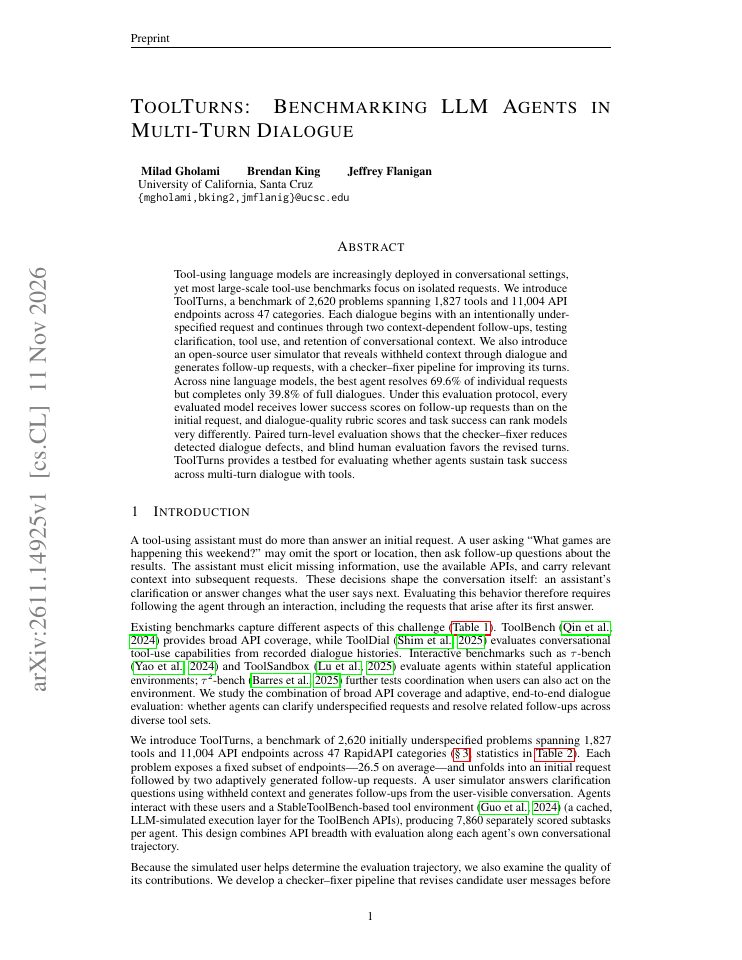 Preprint
TOOLTURNS: BENCHMARKING LLM AGENTS IN
MULTI-TURN DIALOGUE
Milad Gholami Brendan King Jeffrey Flanigan
University of California, Santa Cruz
{mgholami,bking2,jmflanig}@ucsc.edu
ABSTRACT
Tool-using language models are increasingly deployed in conversational settings,
yet most large-scale tool-use benchmarks focus on isolated requests. We introduce
ToolTurns, a benchmark of 2,620 problems spanning 1,827 tools and 11,004 API
endpoints across 47 categories. Each dialogue begins with an intentionally under-
specified request and continues through two context-dependent follow-ups, testing
clarification, tool use, and retention of conversational context. We also introduce
an open-source user simulator that reveals withheld context through dialogue and
generates follow-up requests, with a checker–fixer pipeline for improving its turns.
Across nine language models, the best agent resolves 69.6% of individual requests
but completes only 39.8% of full dialogues. Under this evaluation protocol, every
evaluated model receives lower success scores on follow-up requests than on the
initial request, and dialogue-quality rubric scores and task success can rank models
very differently. Paired turn-level evaluation shows that the checker–fixer reduces
detected dialogue defects, and blind human evaluation favors the revised turns.
ToolTurns provides a testbed for evaluating whether agents sustain task success
across multi-turn dialogue with tools.
1 INTRODUCTION
A tool-using assistant must do more than answer an initial request. A user asking “What games are
happening this weekend?” may omit the sport or location, then ask follow-up questions about the
results. The assistant must elicit missing information, use the available APIs, and carry relevant
context into subsequent requests. These decisions shape the conversation itself: an assistant’s
clarification or answer changes what the user says next. Evaluating this behavior therefore requires
following the agent through an interaction, including the requests that arise after its first answer.
Existing benchmarks capture different aspects of this challenge (Table 1). ToolBench (Qin et al.,
2024) provides broad API coverage, while ToolDial (Shim et al., 2025) evaluates conversational
tool-use capabilities from recorded dialogue histories. Interactive benchmarks such as τ-bench
(Yao et al., 2024) and ToolSandbox (Lu et al., 2025) evaluate agents within stateful application
environments; τ²-bench (Barres et al., 2025) further tests coordination when users can also act on the
environment. We study the combination of broad API coverage and adaptive, end-to-end dialogue
evaluation: whether agents can clarify underspecified requests and resolve related follow-ups across
diverse tool sets.
We introduce ToolTurns, a benchmark of 2,620 initially underspecified problems spanning 1,827
tools and 11,004 API endpoints across 47 RapidAPI categories (§ 3, statistics in Table 2). Each
problem exposes a fixed subset of endpoints—26.5 on average—and unfolds into an initial request
followed by two adaptively generated follow-up requests. A user simulator answers clarification
questions using withheld context and generates follow-ups from the user-visible conversation. Agents
interact with these users and a StableToolBench-based tool environment (Guo et al., 2024) (a cached,
LLM-simulated execution layer for the ToolBench APIs), producing 7,860 separately scored subtasks
per agent. This design combines API breadth with evaluation along each agent’s own conversational
trajectory.
Because the simulated user helps determine the evaluation trajectory, we also examine the quality of
its contributions. We develop a checker–fixer pipeline that revises candidate user messages before
1
arXiv:2611.14925v1 [cs.CL] 11 Nov 2026